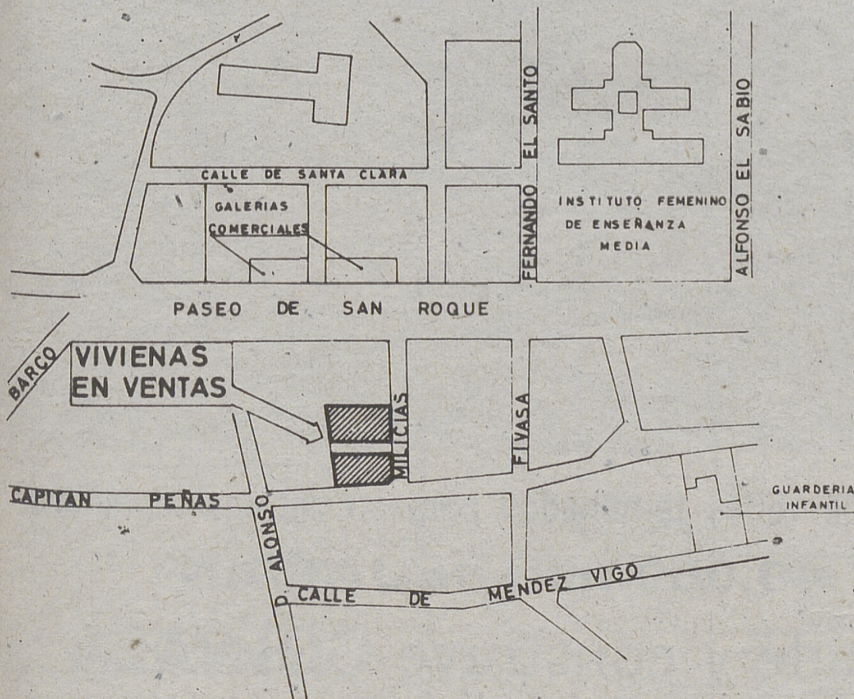 FERNANDO EL SANTO
ALFONSO EL SABIO
CALLE DE SANTA CLARA
GALERIAS
COMERCIALES
INSTITUTO FEMENINO
DE ENSEÑANZA
MEDIA
PASEO DE SAN ROQUE
BARCO
VIVIENAS
EN VENTAS
MILICIAS
FIVASA
CAPITAN PEÑAS
D. ALONSO
GUARDERIA
INFANTIL
CALLE DE MENDEZ VIGO